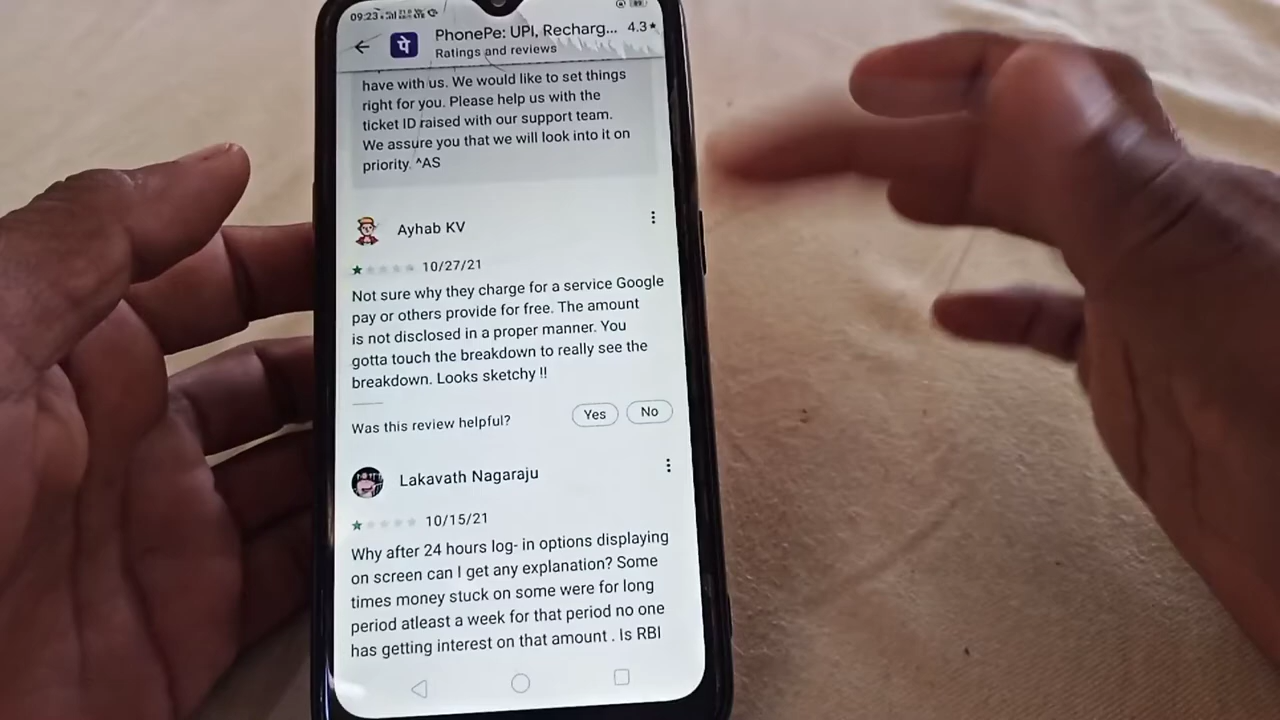 09:23
PhonePe: UPI, Recharg... 4.3★
पे
Ratings and reviews
have with us. We would like to set things
right for you. Please help us with the
ticket ID raised with our support team.
We assure you that we will look into it on
priority. ^AS
Ayhab KV
10/27/21
Not sure why they charge for a service Google
pay or others provide for free. The amount
is not disclosed in a proper manner. You
gotta touch the breakdown to really see the
breakdown. Looks sketchy !!
Was this review helpful?
Yes
No
Lakavath Nagaraju
10/15/21
Why after 24 hours log- in options displaying
on screen can I get any explanation? Some
times money stuck on some were for long
period atleast a week for that period no one
has getting interest on that amount . Is RBI